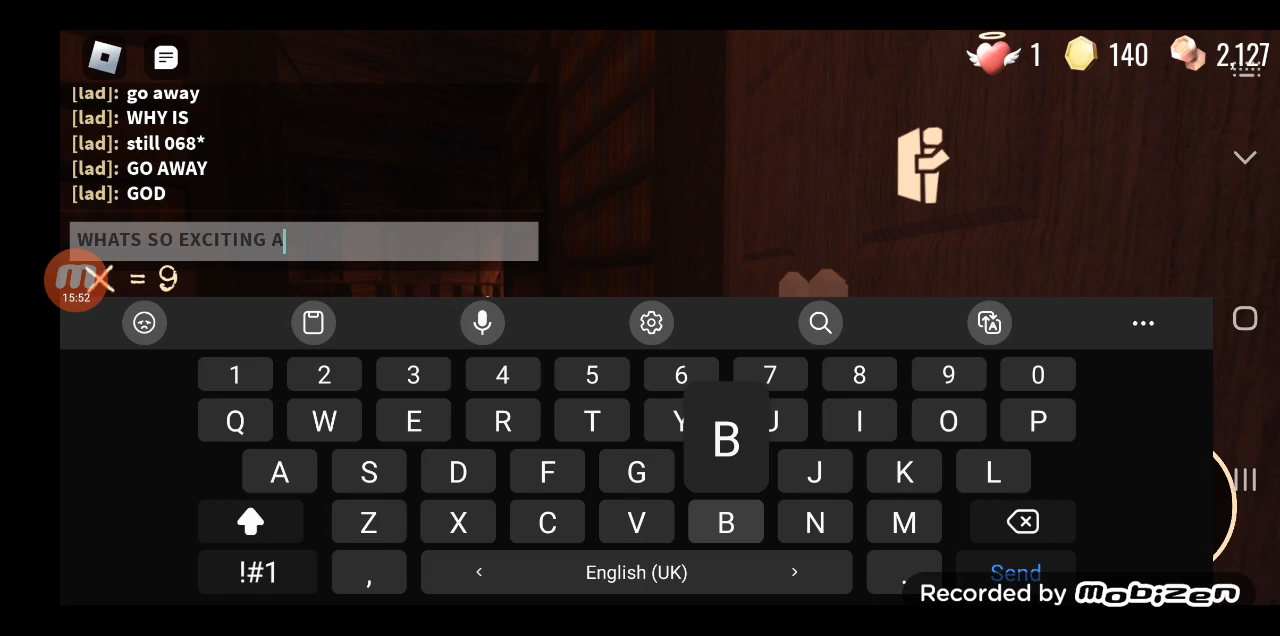 1 140 2,127
[lad]: go away
[lad]: WHY IS
[lad]: still 068*
[lad]: GO AWAY
[lad]: GOD
WHATS SO EXCITING A
X = 9
15:52
1 2 3 4 5 6 7 8 9 0
Q W E R T Y U I O P
A S D F G B J K L
Z X C V B N M
!#1 , < English (UK) > . Send
Recorded by mobizen